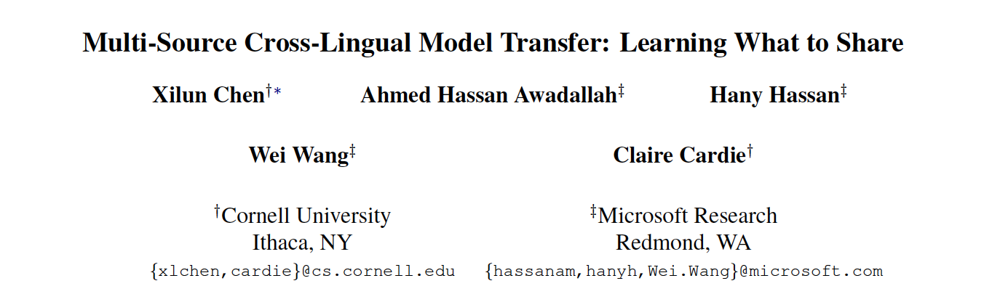 Multi-Source Cross-Lingual Model Transfer: Learning What to Share
Xilun Chen†* Ahmed Hassan Awadallah‡ Hany Hassan‡
Wei Wang‡ Claire Cardie†
†Cornell University ‡Microsoft Research
Ithaca, NY Redmond, WA
{xlchen,cardie}@cs.cornell.edu {hassanam,hanyh,Wei.Wang}@microsoft.com